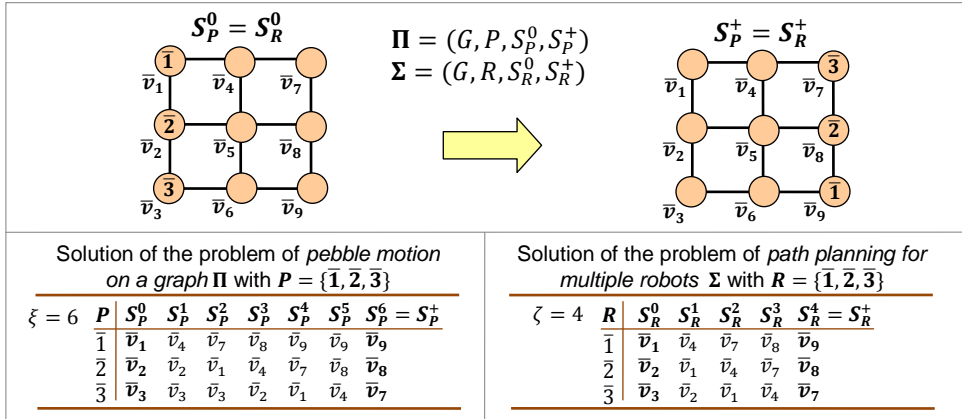 S_P^0 = S_R^0
Π = (G, P, S_P^0, S_P^+)
Σ = (G, R, S_R^0, S_R^+)
S_P^+ = S_R^+
1̄
v̄₁ v̄₄ v̄₇
2̄
v̄₂ v̄₅ v̄₈
3̄
v̄₃ v̄₆ v̄₉
3̄
v̄₁ v̄₄ v̄₇
2̄
v̄₂ v̄₅ v̄₈
1̄
v̄₃ v̄₆ v̄₉
Solution of the problem of pebble motion
on a graph Π with P = {1̄, 2̄, 3̄}
ξ = 6 P S_P^0 S_P^1 S_P^2 S_P^3 S_P^4 S_P^5 S_P^6 = S_P^+
1̄ v̄₁ v̄₄ v̄₇ v̄₈ v̄₉ v̄₉ v̄₉
2̄ v̄₂ v̄₂ v̄₁ v̄₄ v̄₇ v̄₈ v̄₈
3̄ v̄₃ v̄₃ v̄₃ v̄₂ v̄₁ v̄₄ v̄₇
Solution of the problem of path planning for
multiple robots Σ with R = {1̄, 2̄, 3̄}
ζ = 4 R S_R^0 S_R^1 S_R^2 S_R^3 S_R^4 = S_R^+
1̄ v̄₁ v̄₄ v̄₇ v̄₈ v̄₉
2̄ v̄₂ v̄₁ v̄₄ v̄₇ v̄₈
3̄ v̄₃ v̄₂ v̄₁ v̄₄ v̄₇